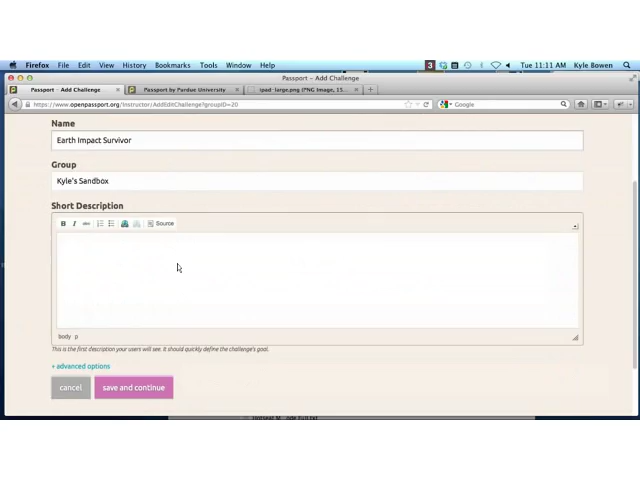 Firefox File Edit View History Bookmarks Tools Window Help 3 Tue 11:11 AM Kyle Bowen
Passport – Add Challenge
Passport – Add Challenge Passport by Purdue University ipad-large.png (PNG Image, 15...
https://www.openpassport.org/Instructor/AddEditChallenge?groupID=20 Google
Name
Earth Impact Survivor
Group
Kyle's Sandbox
Short Description
B I abc Source
body p
This is the first description your users will see. It should quickly define the challenge's goal.
+ advanced options
cancel save and continue